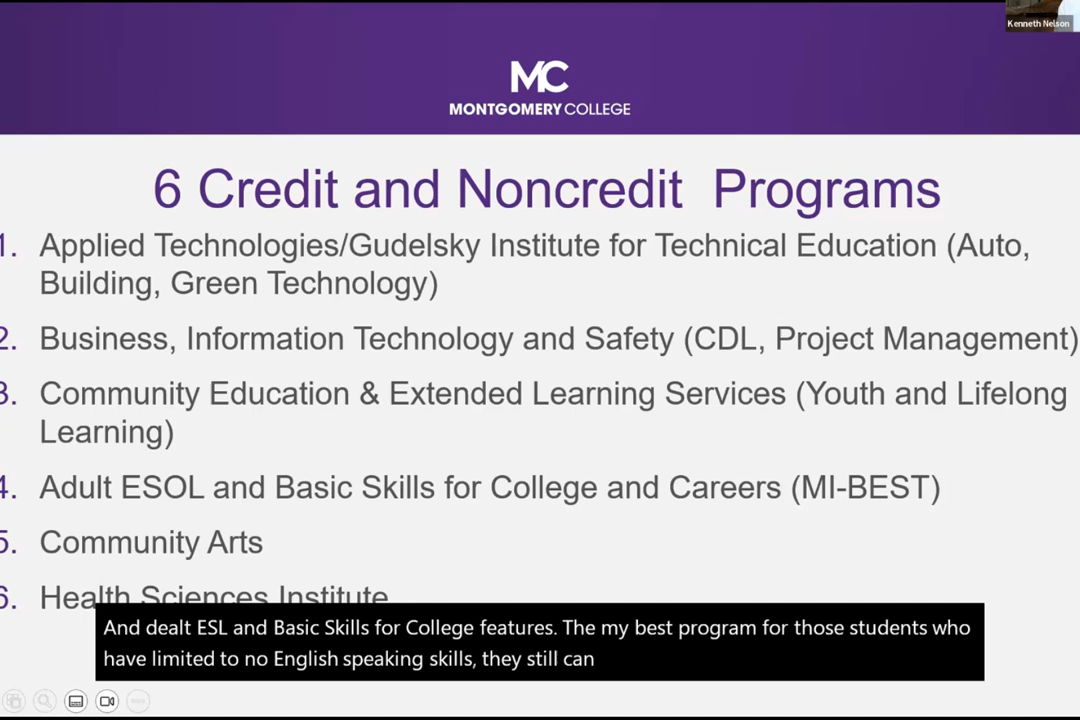 Kenneth Nelson
MC
MONTGOMERY COLLEGE
6 Credit and Noncredit Programs
1. Applied Technologies/Gudelsky Institute for Technical Education (Auto,
Building, Green Technology)
2. Business, Information Technology and Safety (CDL, Project Management)
3. Community Education & Extended Learning Services (Youth and Lifelong
Learning)
4. Adult ESOL and Basic Skills for College and Careers (MI-BEST)
5. Community Arts
6. Health Sciences Institute
And dealt ESL and Basic Skills for College features. The my best program for those students who
have limited to no English speaking skills, they still can